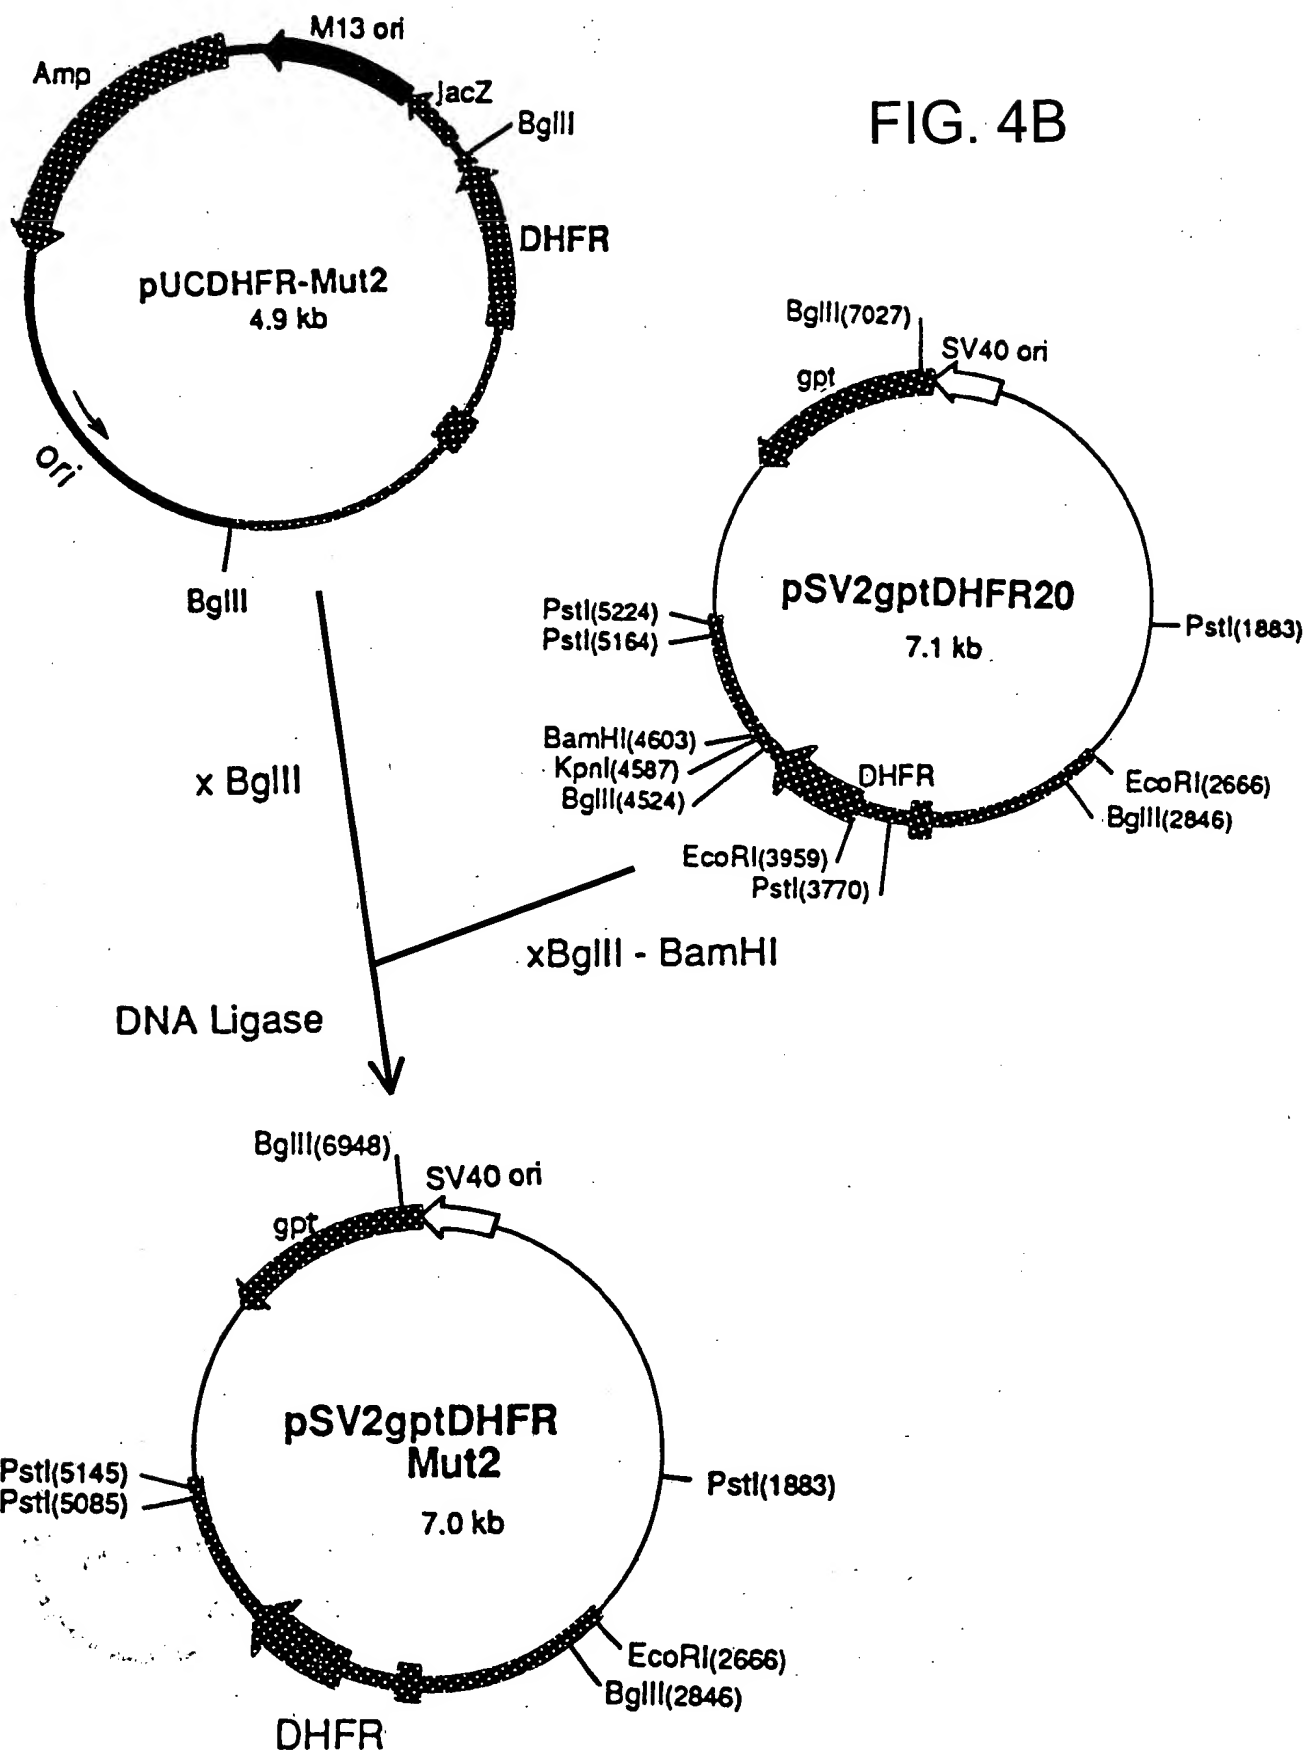 FIG. 4B
M13 ori
Amp
lacZ
BglII
DHFR
pUCDHFR-Mut2
4.9 kb
ori
BglII
BglII(7027)
SV40 ori
gpt
pSV2gptDHFR20
7.1 kb
PstI(5224)
PstI(5164)
PstI(1883)
BamHI(4603)
KpnI(4587)
BglII(4524)
DHFR
EcoRI(2666)
BglII(2846)
EcoRI(3959)
PstI(3770)
x BglII
xBglII - BamHI
DNA Ligase
BglII(6948)
SV40 ori
gpt
pSV2gptDHFR
Mut2
7.0 kb
PstI(5145)
PstI(5085)
PstI(1883)
EcoRI(2666)
BglII(2846)
DHFR